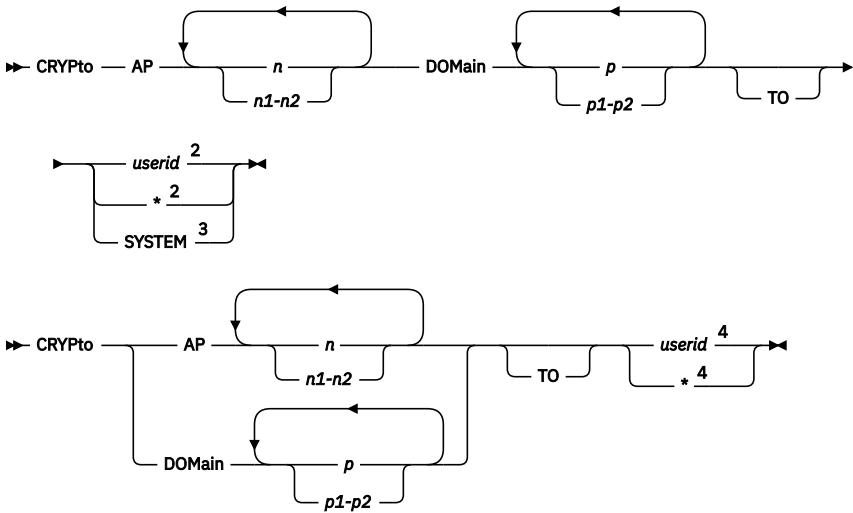 CRYPto AP n DOMain p
n1-n2 p1-p2 TO
userid 2
* 2
SYSTEM 3
CRYPto AP n userid 4
n1-n2 TO * 4
DOMain p
p1-p2